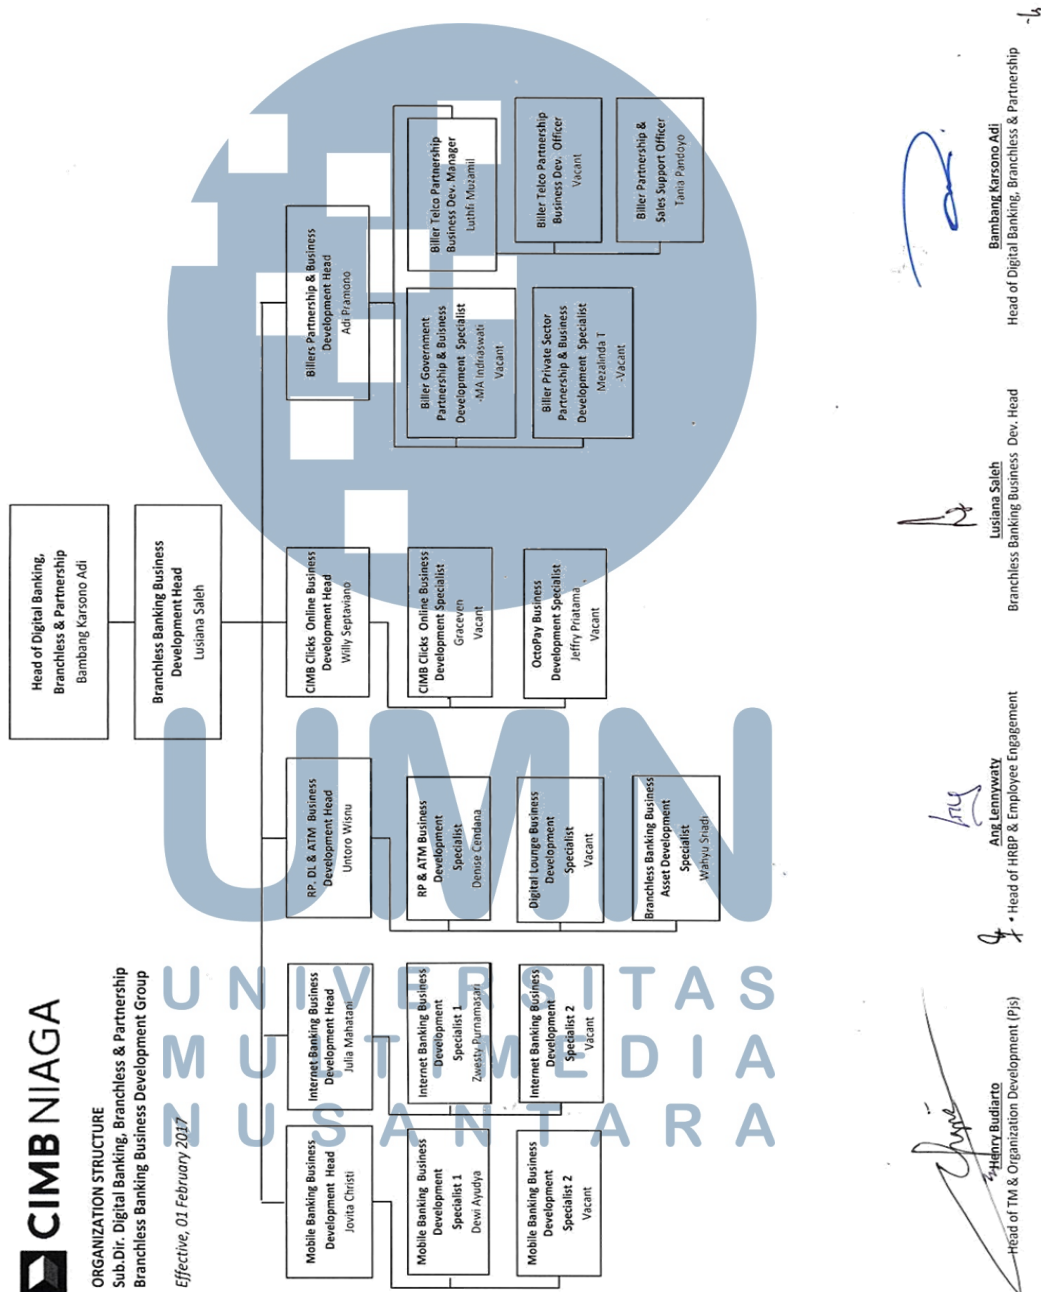 CIMB NIAGA
ORGANIZATION STRUCTURE
Sub.Dir. Digital Banking, Branchless & Partnership
Branchless Banking Business Development Group
Effective, 01 February 2017
Head of Digital Banking,
Branchless & Partnership
Bambang Karsono Adi
Branchless Banking Business
Development Head
Lusiana Saleh
Mobile Banking Business
Development Head
Jovita Christi
Mobile Banking Business
Development
Specialist 1
Dewi Ayudya
Mobile Banking Business
Development
Specialist 2
Vacant
Internet Banking Business
Development Head
Julia Mahatani
Internet Banking Business
Development
Specialist 1
Zwesty Purnamasari
Internet Banking Business
Development
Specialist 2
Vacant
RP. DL & ATM Business
Development Head
Untoro Wisnu
RP & ATM Business
Development
Specialist
Denise Cendana
Digital Lounge Business
Development
Specialist
Vacant
Branchless Banking Business
Asset Development
Specialist
Wahyu Sriadi
CIMB Clicks Online Business
Development Head
Willy Septaviano
CIMB Clicks Online Business
Development Specialist
Graceven
Vacant
OctoPay Business
Development Specialist
Jeffry Priatama
Vacant
Billers Partnership & Business
Development Head
Adi Pramono
Biller Government
Partnership & Buisness
Development Specialist
-MA Indriaswati
Vacant
Biller Private Sector
Partnership & Business
Development Specialist
Mezalinda T
-Vacant
Biller Telco Partnership
Business Dev. Manager
Luthfi Muzamil
Biller Telco Partnership
Business Dev. Officer
Vacant
Biller Partnership &
Sales Support Officer
Tania Pandoyo
Henry Budiarto
Head of TM & Organization Development (Pjs)
Ang Lennywaty
Head of HRBP & Employee Engagement
Lusiana Saleh
Branchless Banking Business Dev. Head
Bambang Karsono Adi
Head of Digital Banking, Branchless & Partnership
UMN
UNIVERSITAS
MULTIMEDIA
NUSANTARA